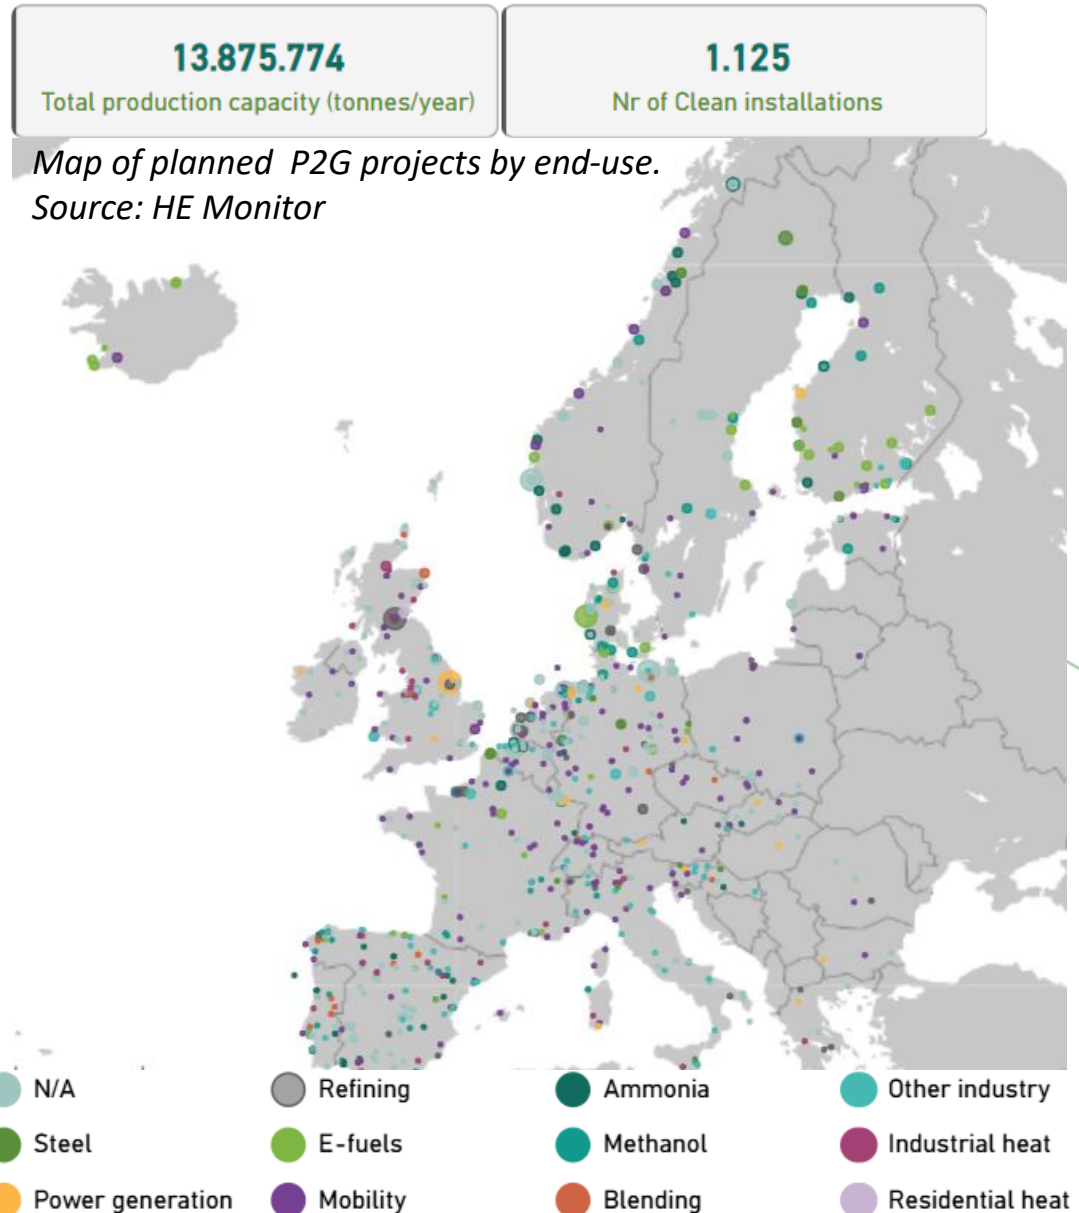 13.875.774
Total production capacity (tonnes/year)
1.125
Nr of Clean installations
Map of planned P2G projects by end-use.
Source: HE Monitor
N/A
Refining
Ammonia
Other industry
Steel
E-fuels
Methanol
Industrial heat
Power generation
Mobility
Blending
Residential heat